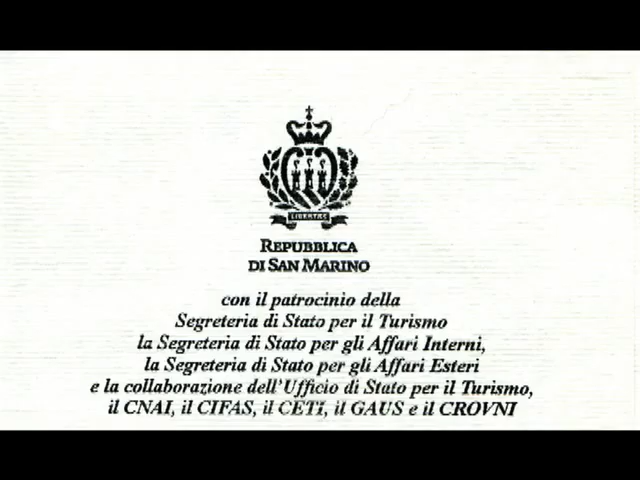 LIBERTAS
REPUBBLICA
DI SAN MARINO
con il patrocinio della
Segreteria di Stato per il Turismo
la Segreteria di Stato per gli Affari Interni,
la Segreteria di Stato per gli Affari Esteri
e la collaborazione dell'Ufficio di Stato per il Turismo,
il CNAI, il CIFAS, il CETI, il GAUS e il CROVNI